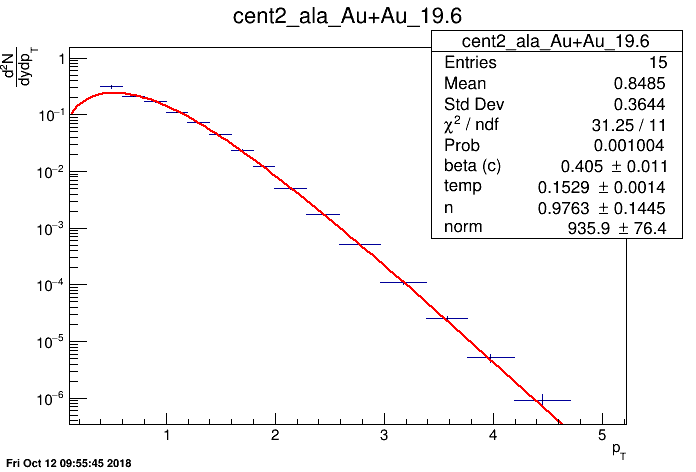 cent2_ala_Au+Au_19.6
cent2_ala_Au+Au_19.6
Entries 15
Mean 0.8485
Std Dev 0.3644
χ² / ndf 31.25 / 11
Prob 0.001004
beta (c) 0.405 ± 0.011
temp 0.1529 ± 0.0014
n 0.9763 ± 0.1445
norm 935.9 ± 76.4
d²N
dydp_T
1
10⁻¹
10⁻²
10⁻³
10⁻⁴
10⁻⁵
10⁻⁶
1 2 3 4 5
p_T
Fri Oct 12 09:55:45 2018